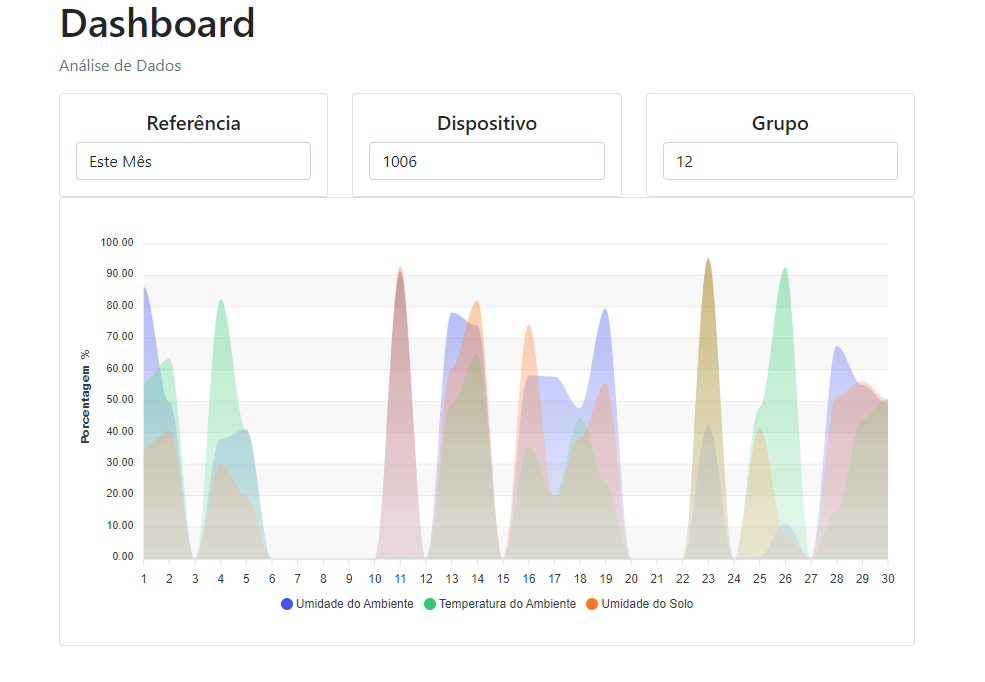 Dashboard
Análise de Dados
Referência
Este Mês
Dispositivo
1006
Grupo
12
Porcentagem %
100.00
90.00
80.00
70.00
60.00
50.00
40.00
30.00
20.00
10.00
0.00
1 2 3 4 5 6 7 8 9 10 11 12 13 14 15 16 17 18 19 20 21 22 23 24 25 26 27 28 29 30
Umidade do Ambiente Temperatura do Ambiente Umidade do Solo